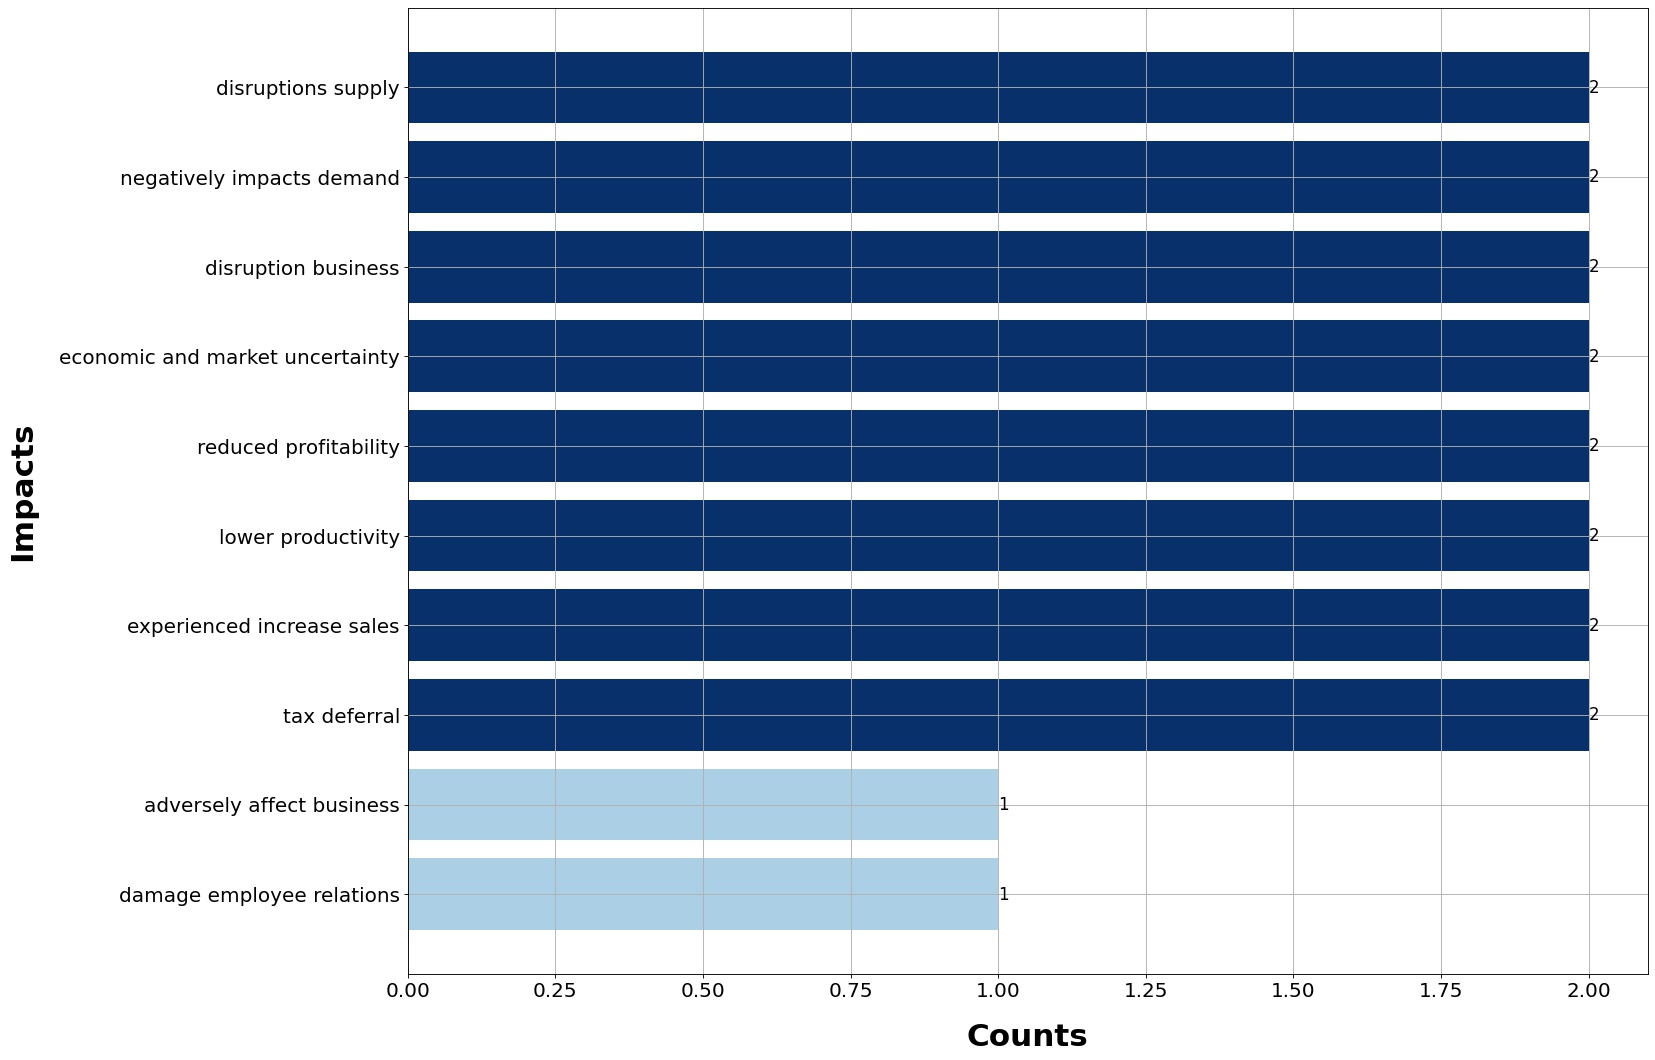 disruptions supply 2
negatively impacts demand 2
disruption business 2
economic and market uncertainty 2
reduced profitability 2
lower productivity 2
experienced increase sales 2
tax deferral 2
adversely affect business 1
damage employee relations 1
Impacts
0.00 0.25 0.50 0.75 1.00 1.25 1.50 1.75 2.00
Counts